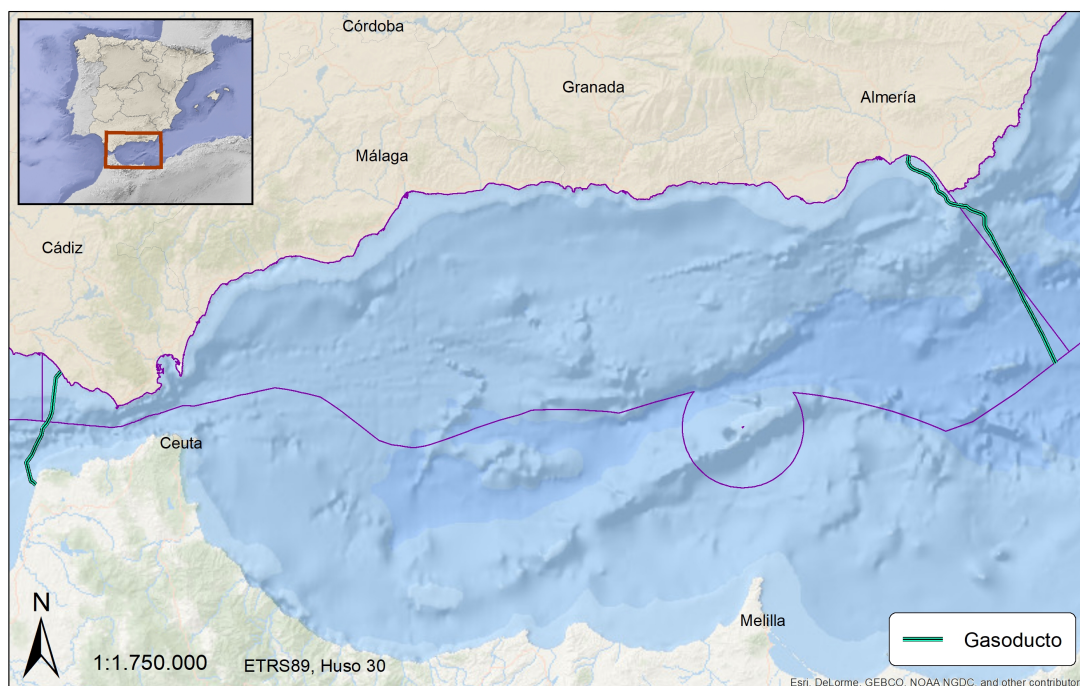 Córdoba
Granada
Almería
Málaga
Cádiz
Ceuta
Melilla
N
1:1.750.000
ETRS89, Huso 30
Gasoducto
Esri, DeLorme, GEBCO, NOAA NGDC, and other contributor